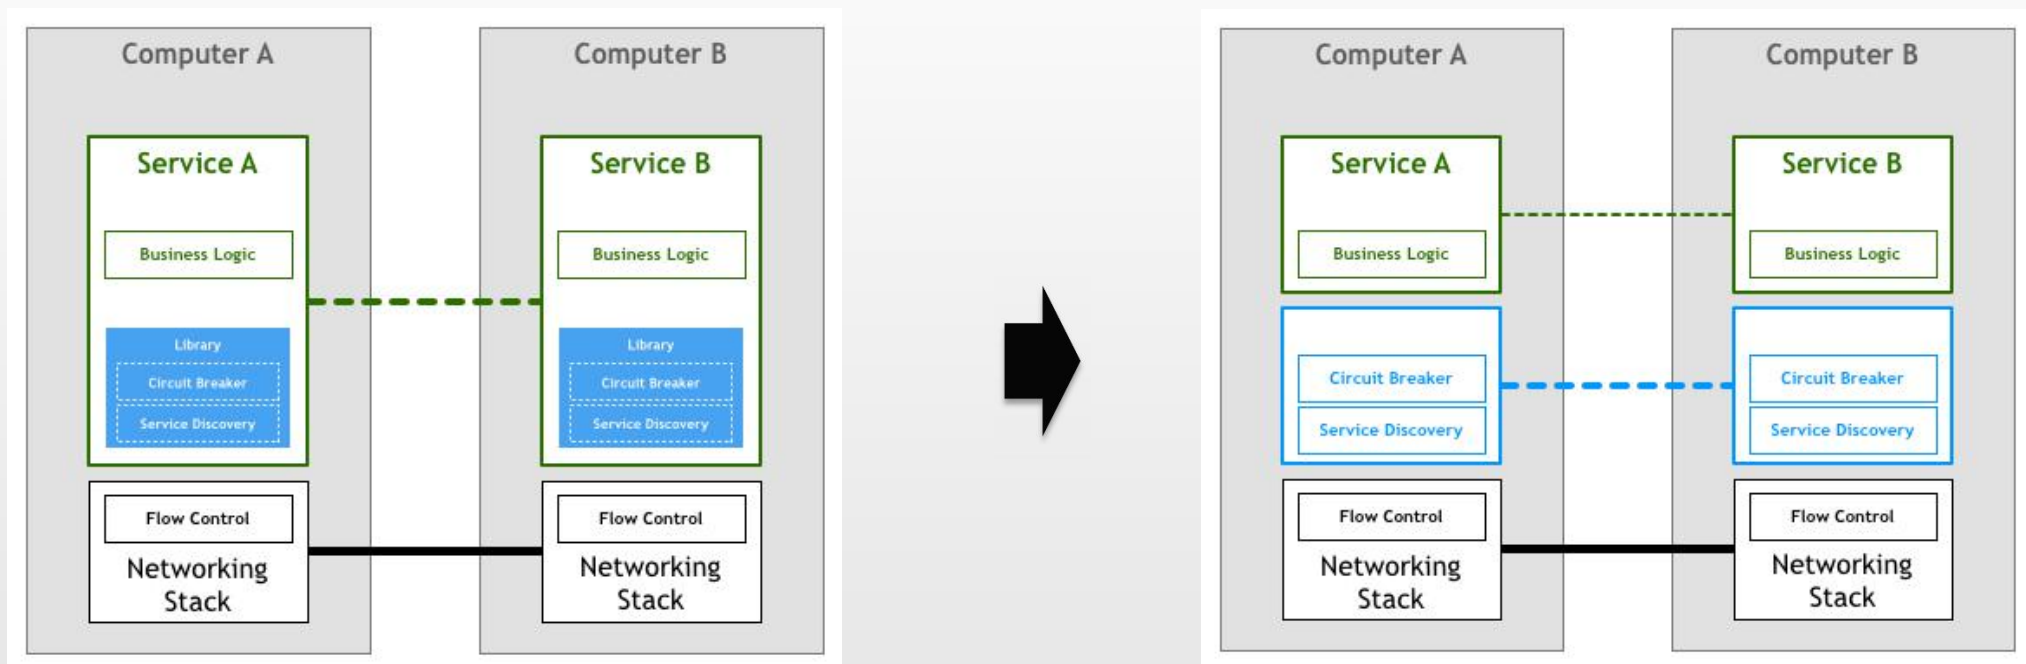 Computer A
Service A
Business Logic
Library
Circuit Breaker
Service Discovery
Flow Control
Networking
Stack
Computer B
Service B
Business Logic
Library
Circuit Breaker
Service Discovery
Flow Control
Networking
Stack
Computer A
Service A
Business Logic
Circuit Breaker
Service Discovery
Flow Control
Networking
Stack
Computer B
Service B
Business Logic
Circuit Breaker
Service Discovery
Flow Control
Networking
Stack